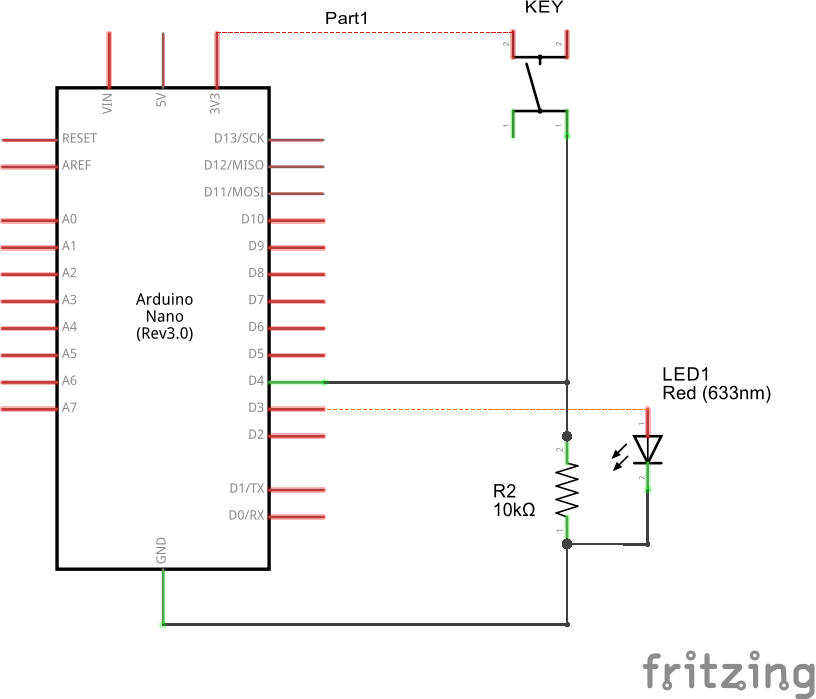 KEY
Part1
2
2
VIN
5V
3V3
1
1
RESET
D13/SCK
AREF
D12/MISO
D11/MOSI
A0
D10
A1
D9
A2
D8
A3
D7
Arduino
Nano
(Rev3.0)
A4
D6
A5
D5
A6
D4
A7
D3
D2
LED1
Red (633nm)
1
2
2
R2
10kΩ
1
D1/TX
D0/RX
GND
fritzing